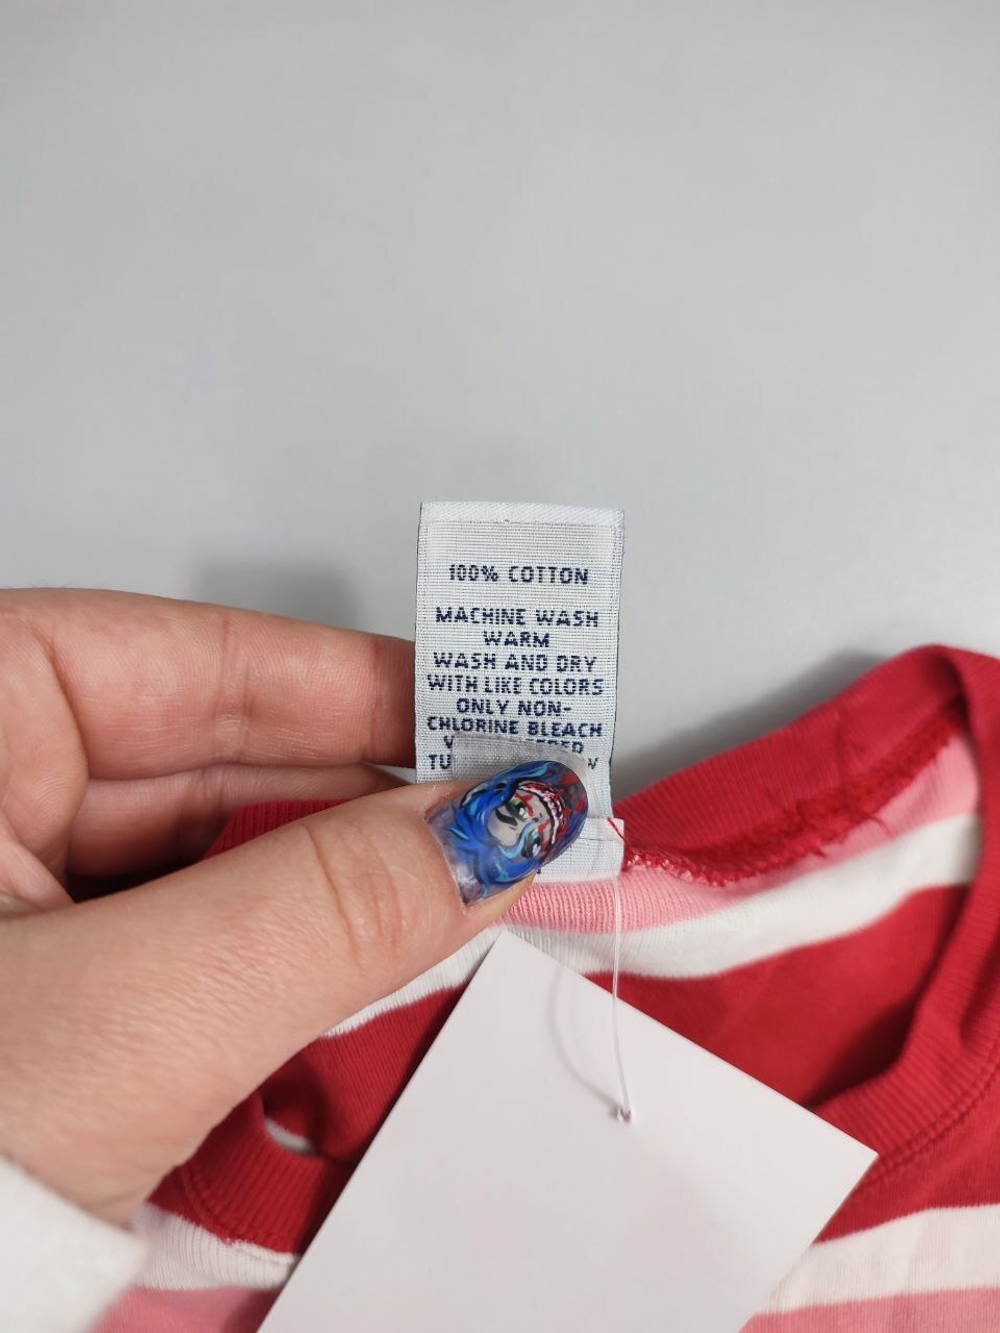 100% COTTON
MACHINE WASH
WARM
WASH AND DRY
WITH LIKE COLORS
ONLY NON-
CHLORINE BLEACH